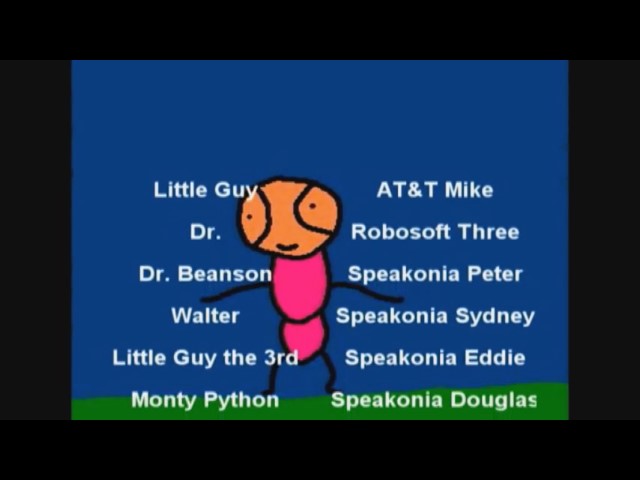 Little Guy AT&T Mike
Dr. Robosoft Three
Dr. Beanson Speakonia Peter
Walter Speakonia Sydney
Little Guy the 3rd Speakonia Eddie
Monty Python Speakonia Douglas